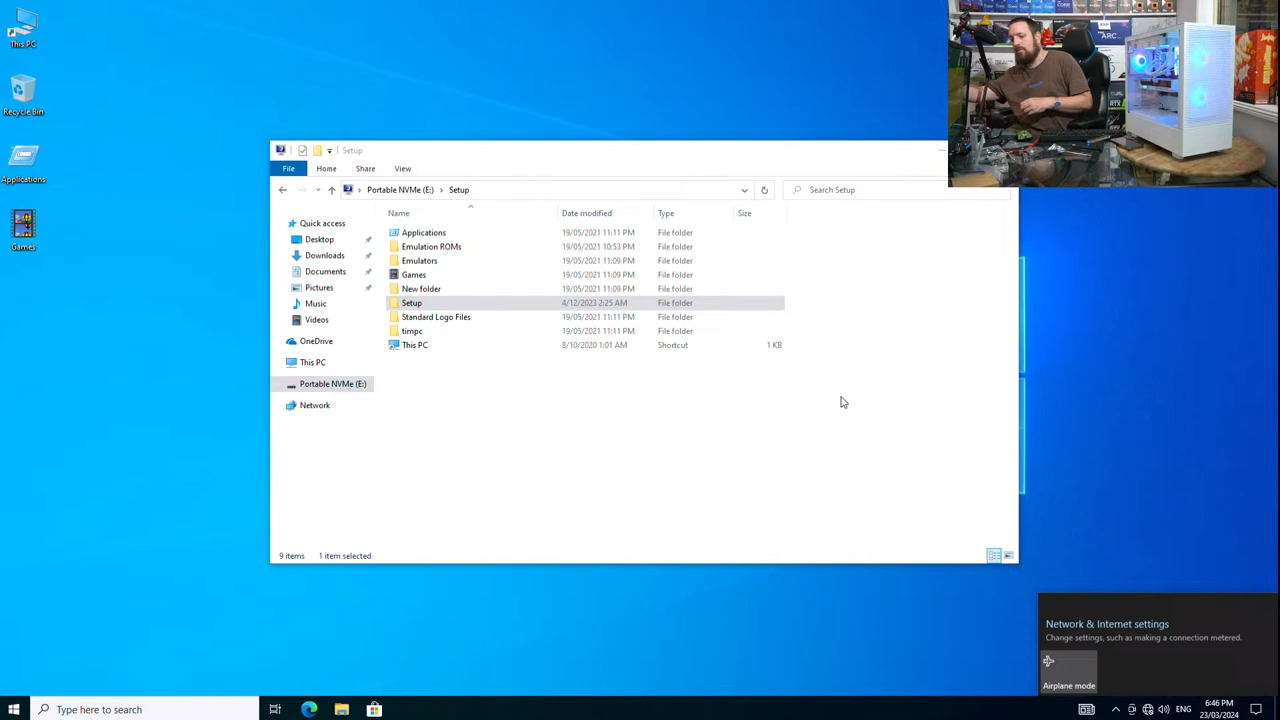 This PC
Recycle Bin
Applications
Games
Setup
File Home Share View
Portable NVMe (E:) Setup
Search Setup
Name Date modified Type Size
Quick access
Desktop
Downloads
Documents
Pictures
Music
Videos
OneDrive
This PC
Portable NVMe (E:)
Network
Applications 19/05/2021 11:11 PM File folder
Emulation ROMs 19/05/2021 10:53 PM File folder
Emulators 19/05/2021 11:09 PM File folder
Games 19/05/2021 11:09 PM File folder
New folder 19/05/2021 11:09 PM File folder
Setup 4/12/2023 2:25 AM File folder
Standard Logo Files 19/05/2021 11:11 PM File folder
timpc 19/05/2021 11:11 PM File folder
This PC 8/10/2020 1:01 AM Shortcut 1 KB
9 items 1 item selected
ARC
Network & Internet settings
Change settings, such as making a connection metered.
Airplane mode
Type here to search
ENG
6:46 PM
23/03/2024